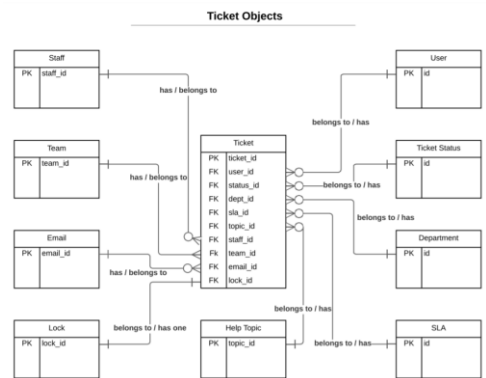 Ticket Objects
Staff
PK staff_id
User
PK id
has / belongs to
belongs to / has
Team
PK team_id
Ticket
PK ticket_id
FK user_id
FK status_id
FK dept_id
FK sla_id
FK topic_id
FK staff_id
Fk team_id
FK email_id
FK lock_id
Ticket Status
PK id
has / belongs to
belongs to / has
belongs to / has
Email
PK email_id
Department
PK id
has / belongs to
belongs to / has
Lock
PK lock_id
belongs to / has one
Help Topic
PK topic_id
belongs to / has
SLA
PK id